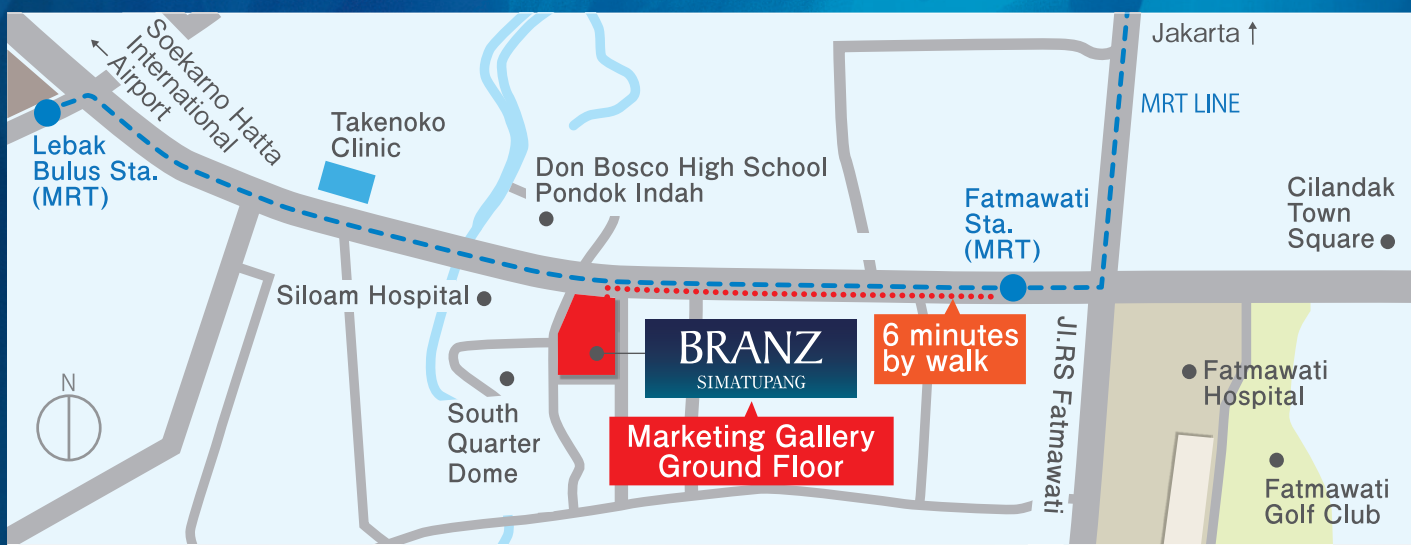 Jakarta ↑
MRT LINE
← Soekarno Hatta
International
Airport
Lebak
Bulus Sta.
(MRT)
Takenoko
Clinic
Don Bosco High School
Pondok Indah
Fatmawati
Sta.
(MRT)
Cilandak
Town
Square
Siloam Hospital
BRANZ
SIMATUPANG
6 minutes
by walk
Jl.RS Fatmawati
Fatmawati
Hospital
N
South
Quarter
Dome
Marketing Gallery
Ground Floor
Fatmawati
Golf Club